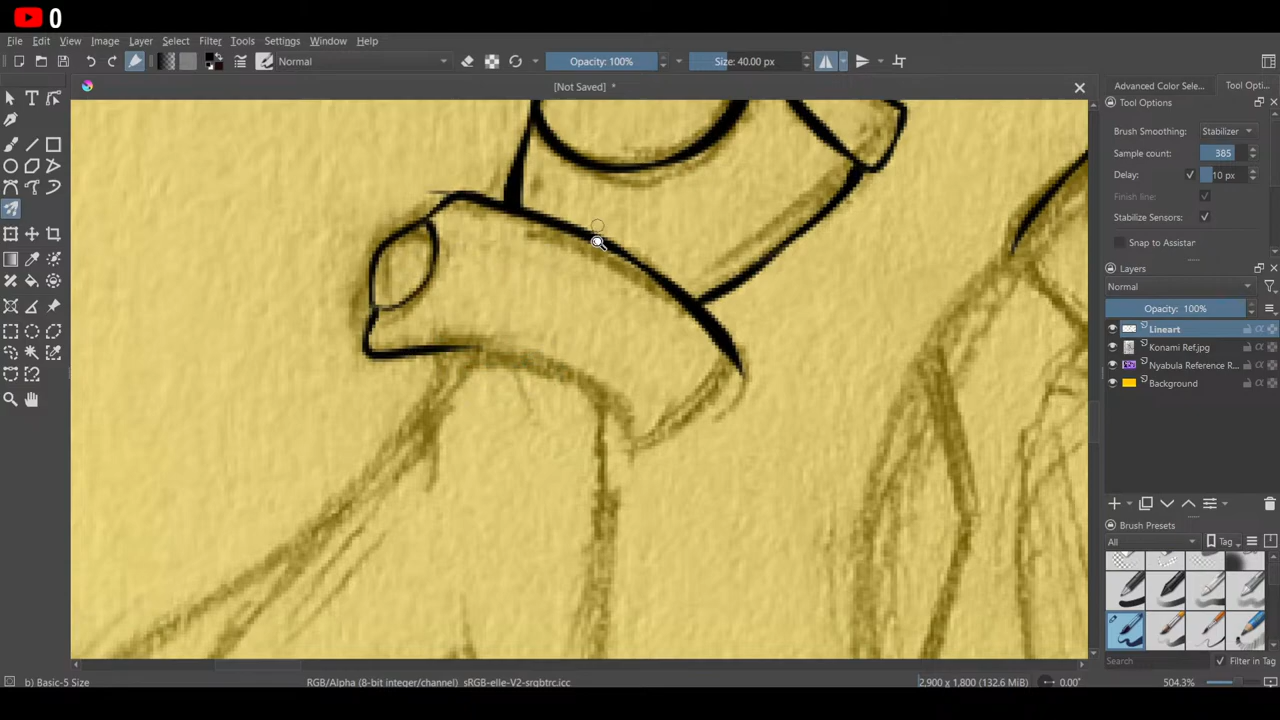 0
File Edit View Image Layer Select Filter Tools Settings Window Help
Normal Opacity: 100% Size: 40.00 px
[Not Saved] *
Advanced Color Sele... Tool Opti...
Tool Options
Brush Smoothing: Stabilizer
Sample count: 385
Delay: 10 px
Finish line:
Stabilize Sensors:
Snap to Assistar
Layers
Normal
Opacity: 100%
Lineart
Konami Ref.jpg
Nyabula Reference R...
Background
Brush Presets
All Tag
Search Filter in Tag
b) Basic-5 Size RGB/Alpha (8-bit integer/channel) sRGB-elle-V2-srgbtrc.icc 2,900 x 1,800 (132.6 MiB) 0.00° 504.3%